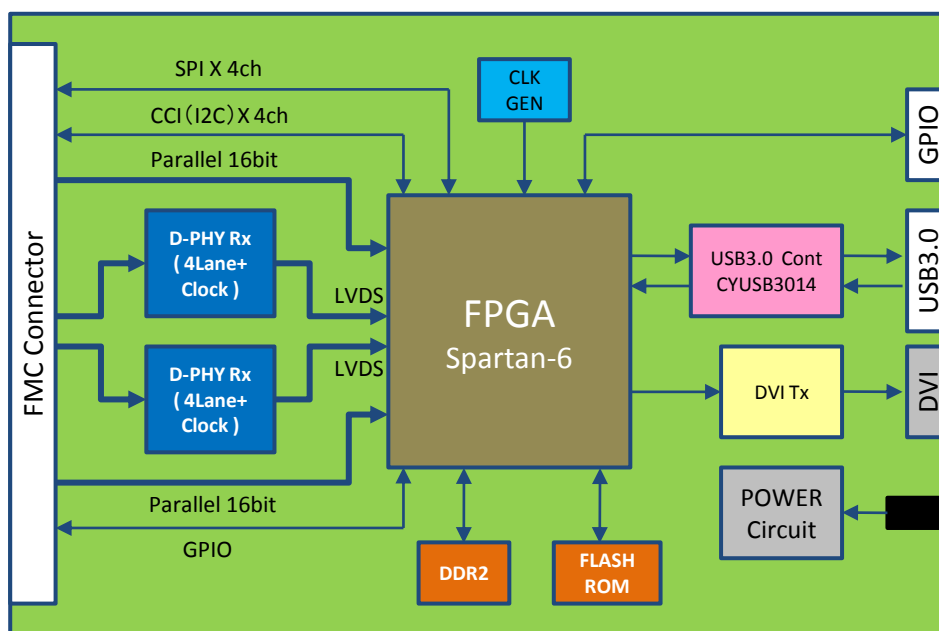 SPI X 4ch
CCI（I2C）X 4ch
Parallel 16bit
FMC Connector
D-PHY Rx
( 4Lane+
Clock )
LVDS
D-PHY Rx
( 4Lane+
Clock )
LVDS
Parallel 16bit
GPIO
CLK
GEN
FPGA
Spartan-6
DDR2
FLASH
ROM
USB3.0 Cont
CYUSB3014
DVI Tx
POWER
Circuit
GPIO
USB3.0
DVI